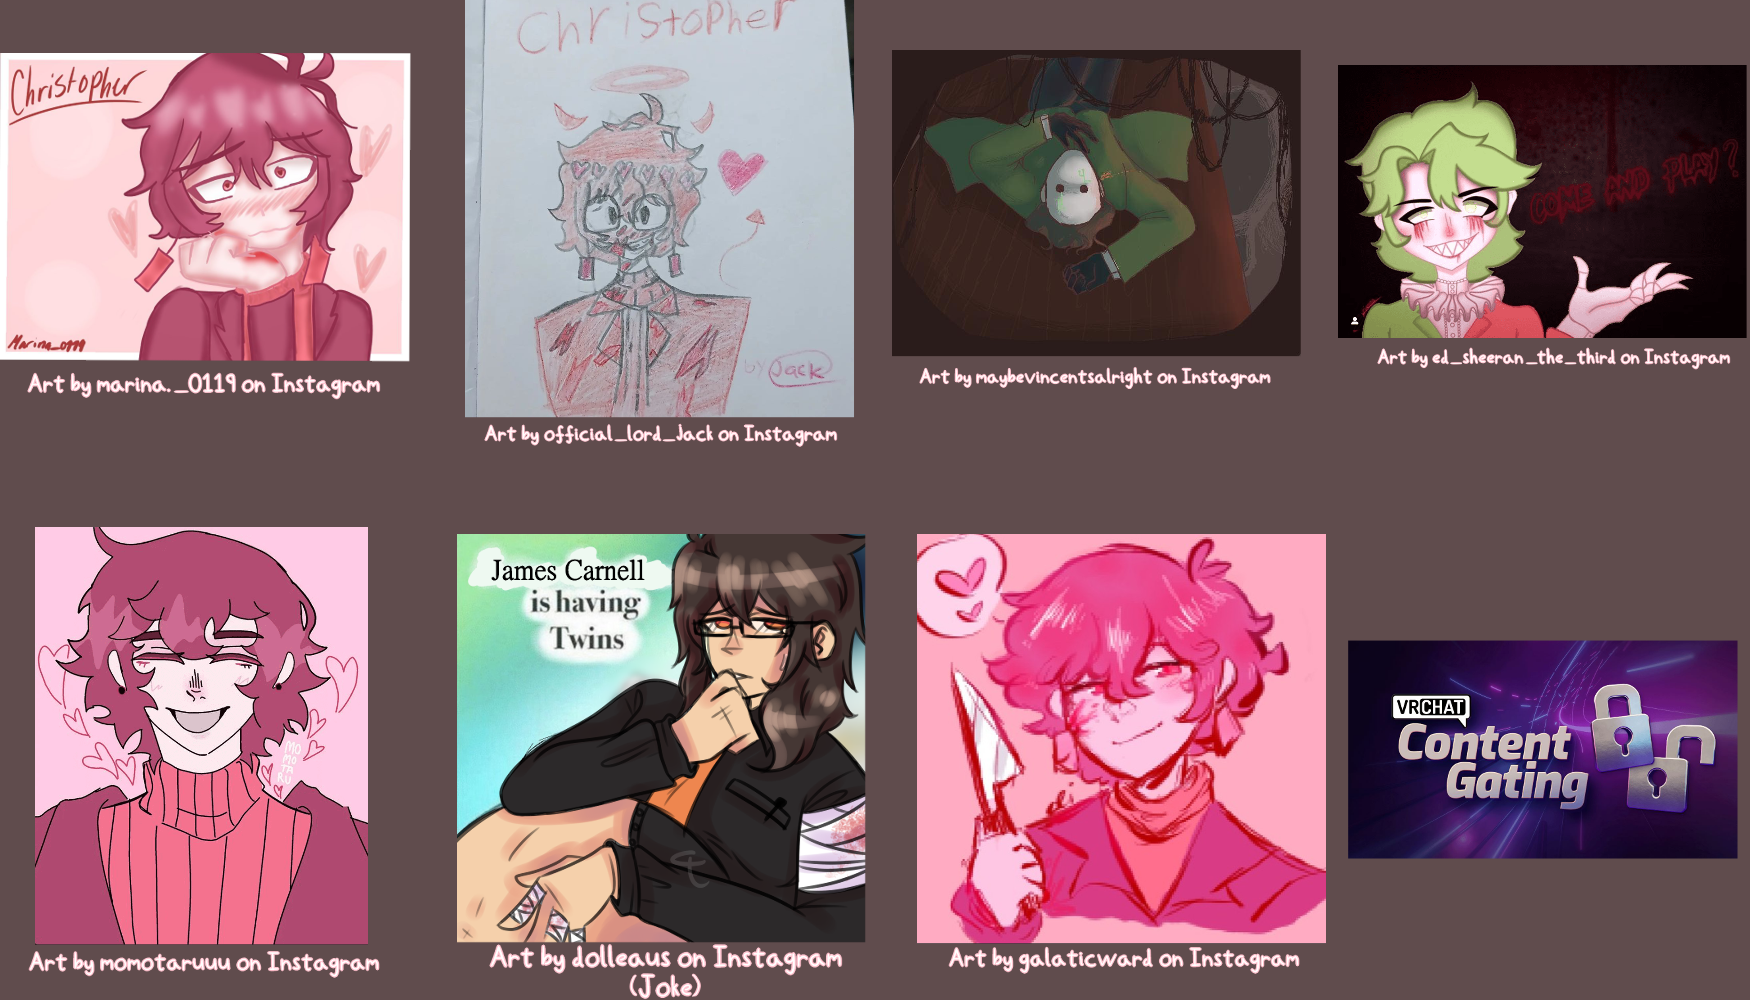 Christopher
Marina_0119
Art by marina._0119 on Instagram
Christopher
by Jack
Art by official_lord_Jack on Instagram
Art by maybevincentsalright on Instagram
COME AND PLAY?
Art by ed_sheeran_the_third on Instagram
MO
MO
TA
RU
Art by momotaruuu on Instagram
James Carnell
is having
Twins
Art by dolleaus on Instagram
(Joke)
Art by galaticward on Instagram
VRCHAT
Content
Gating